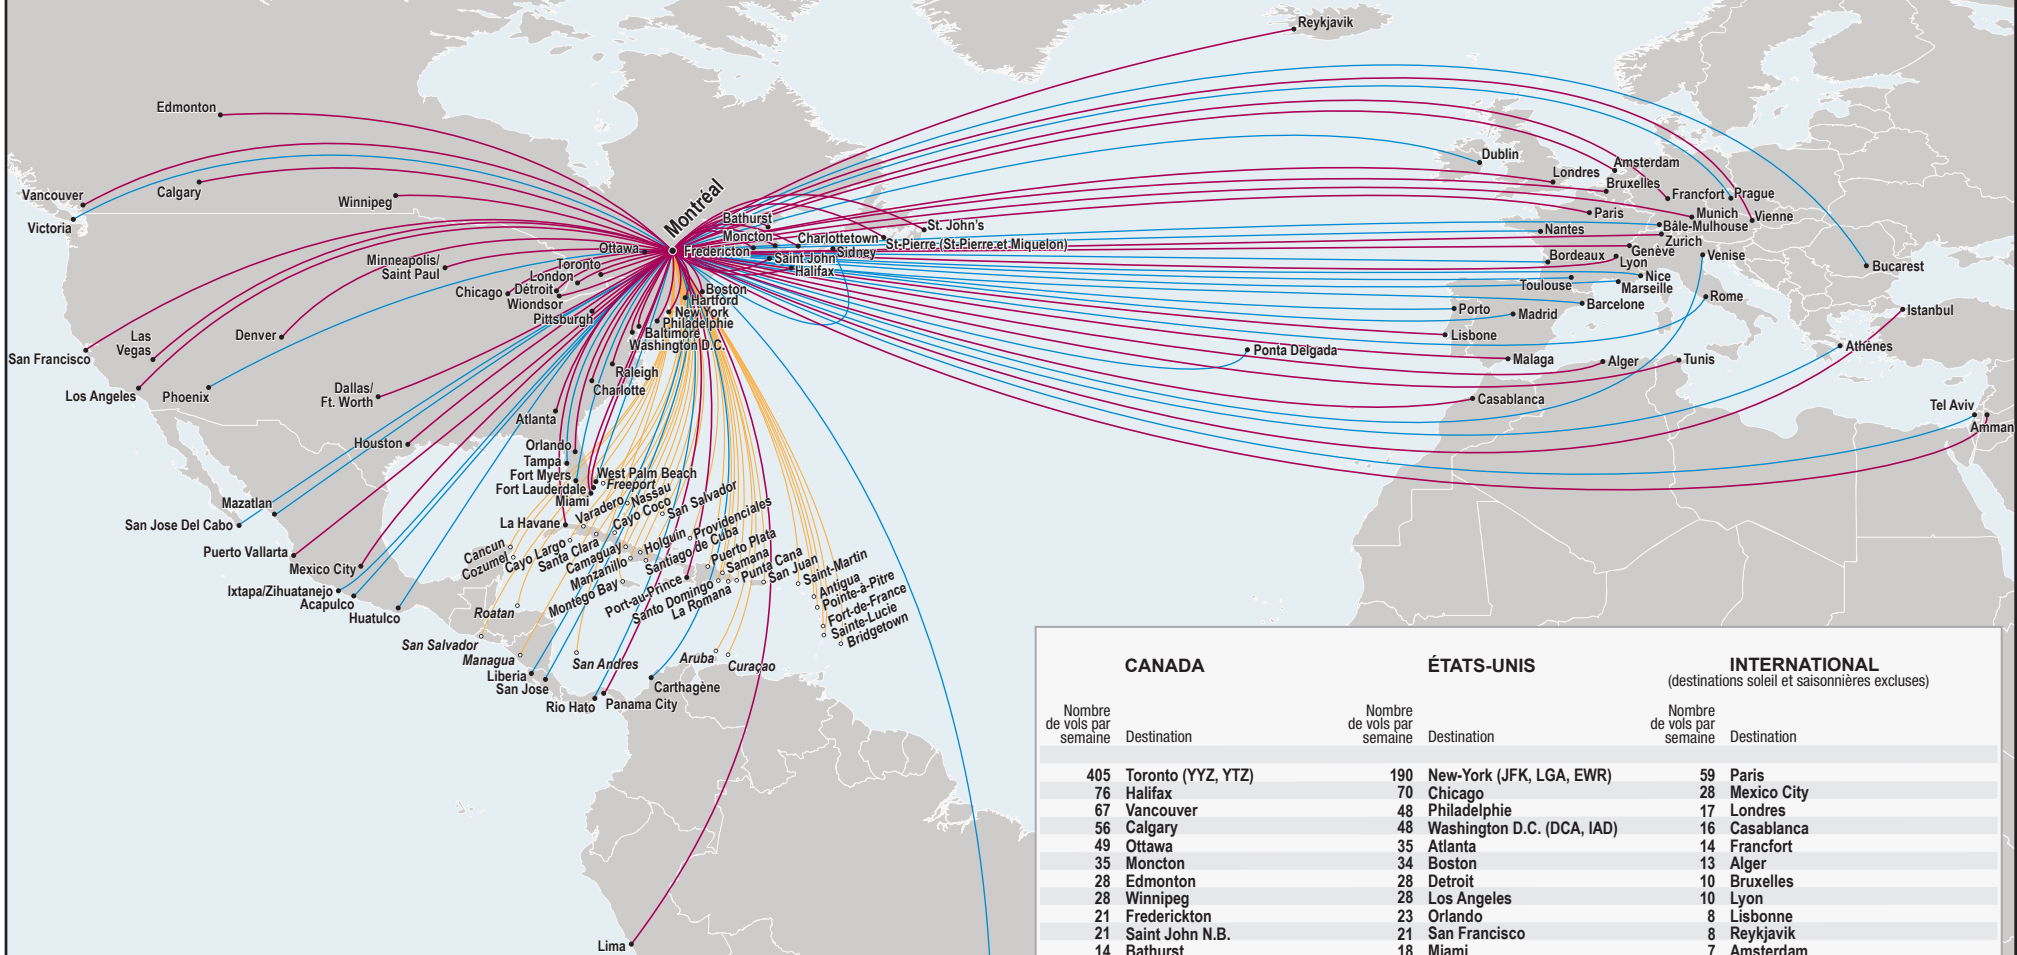 Reykjavik
Edmonton
Calgary
Vancouver
Victoria
Winnipeg
Montréal
Bathurst
Moncton
Fredericton
Charlottetown
St. John's
St-Pierre (St-Pierre et Miquelon)
Sidney
Saint John
Halifax
Ottawa
Toronto
London
Détroit
Wiondsor
Chicago
Pittsburgh
Minneapolis/
Saint Paul
Boston
Hartford
New York
Philadelphie
Baltimore
Washington D.C.
Raleigh
Charlotte
Atlanta
Denver
Las
Vegas
San Francisco
Los Angeles
Phoenix
Dallas/
Ft. Worth
Houston
Orlando
Tampa
Fort Myers
Fort Lauderdale
Miami
West Palm Beach
Freeport
Nassau
Varadero
Cayo Coco
San Salvador
La Havane
Cancun
Cozumel
Cayo Largo
Santa Clara
Camaguay
Manzanillo
Holguin
Santiago de Cuba
Providenciales
Montego Bay
Port-au-Prince
Puerto Plata
Samana
Santo Domingo
La Romana
Punta Cana
San Juan
Saint-Martin
Antigua
Pointe-à-Pitre
Fort-de-France
Sainte-Lucie
Bridgetown
Mazatlan
San Jose Del Cabo
Puerto Vallarta
Mexico City
Ixtapa/Zihuatanejo
Acapulco
Huatulco
Roatan
San Salvador
Managua
Liberia
San Jose
San Andres
Rio Hato
Panama City
Aruba
Curaçao
Carthagène
Lima
Dublin
Londres
Amsterdam
Bruxelles
Francfort
Prague
Paris
Munich
Vienne
Nantes
Bâle-Mulhouse
Zurich
Genève
Bordeaux
Lyon
Venise
Nice
Toulouse
Marseille
Bucarest
Barcelone
Rome
Porto
Madrid
Istanbul
Lisbone
Ponta Delgada
Malaga
Alger
Tunis
Athènes
Casablanca
Tel Aviv
Amman
CANADA
Nombre
de vols par
semaine Destination
405 Toronto (YYZ, YTZ)
76 Halifax
67 Vancouver
56 Calgary
49 Ottawa
35 Moncton
28 Edmonton
28 Winnipeg
21 Frederickton
21 Saint John N.B.
14 Bathurst
ÉTATS-UNIS
Nombre
de vols par
semaine Destination
190 New-York (JFK, LGA, EWR)
70 Chicago
48 Philadelphie
48 Washington D.C. (DCA, IAD)
35 Atlanta
34 Boston
28 Detroit
28 Los Angeles
23 Orlando
21 San Francisco
18 Miami
INTERNATIONAL
(destinations soleil et saisonnières excluses)
Nombre
de vols par
semaine Destination
59 Paris
28 Mexico City
17 Londres
16 Casablanca
14 Francfort
13 Alger
10 Bruxelles
10 Lyon
8 Lisbonne
8 Reykjavik
7 Amsterdam